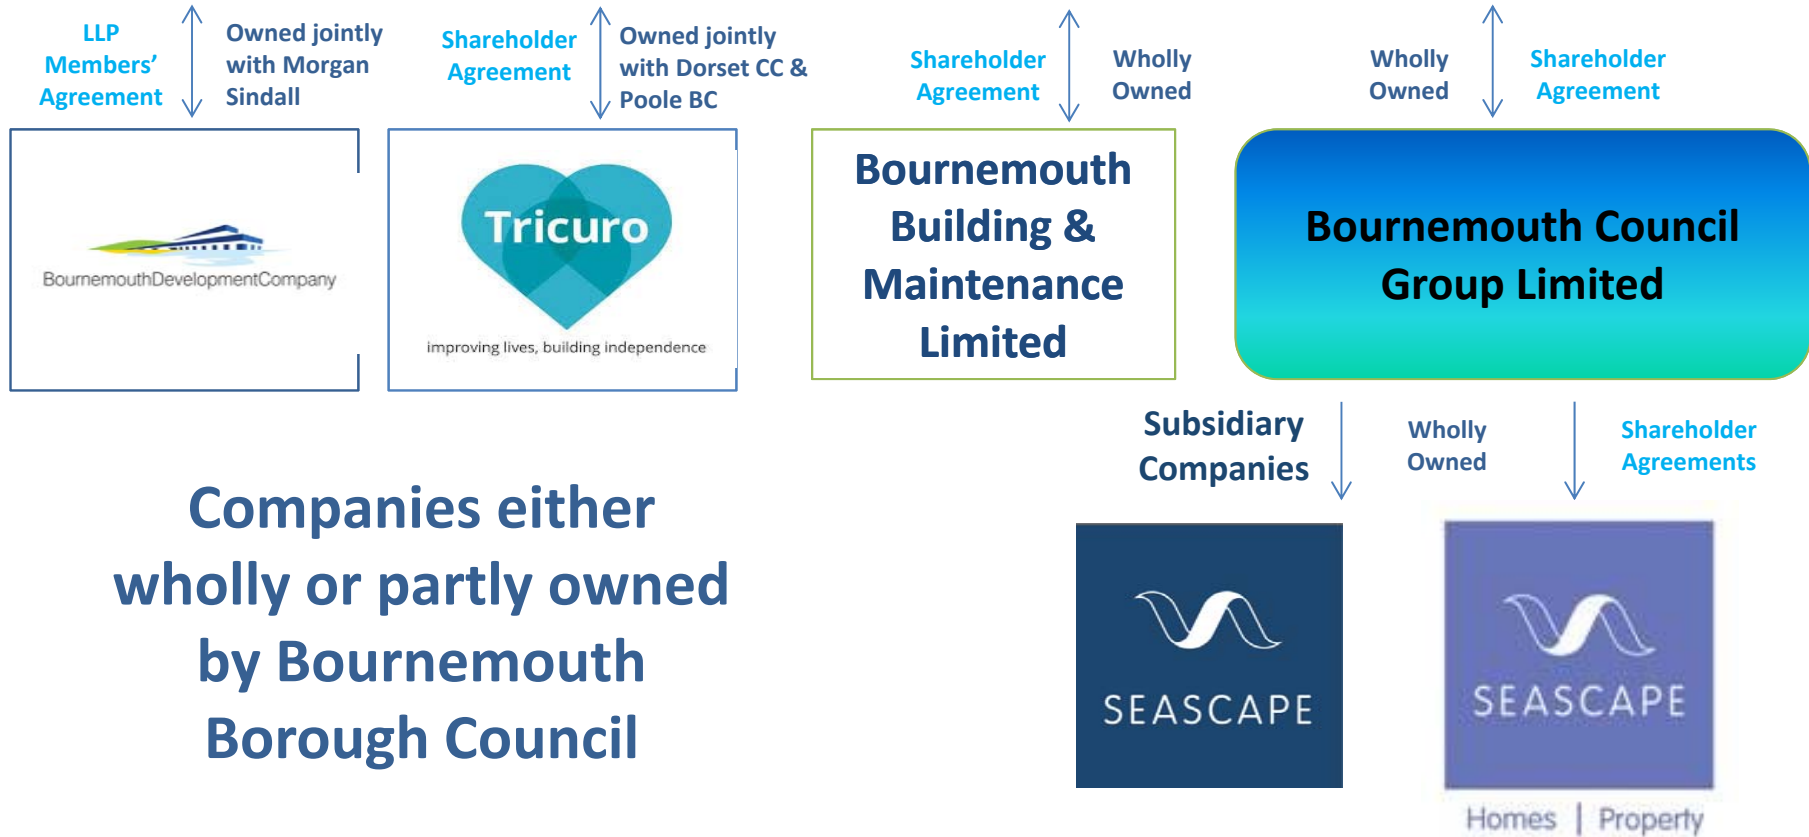 LLP
Members’
Agreement
Owned jointly
with Morgan
Sindall
Shareholder
Agreement
Owned jointly
with Dorset CC &
Poole BC
Shareholder
Agreement
Wholly
Owned
Wholly
Owned
Shareholder
Agreement
BournemouthDevelopmentCompany
Tricuro
improving lives, building independence
Bournemouth
Building &
Maintenance
Limited
Bournemouth Council
Group Limited
Subsidiary
Companies
Wholly
Owned
Shareholder
Agreements
Companies either
wholly or partly owned
by Bournemouth
Borough Council
SEASCAPE
SEASCAPE
Homes | Property